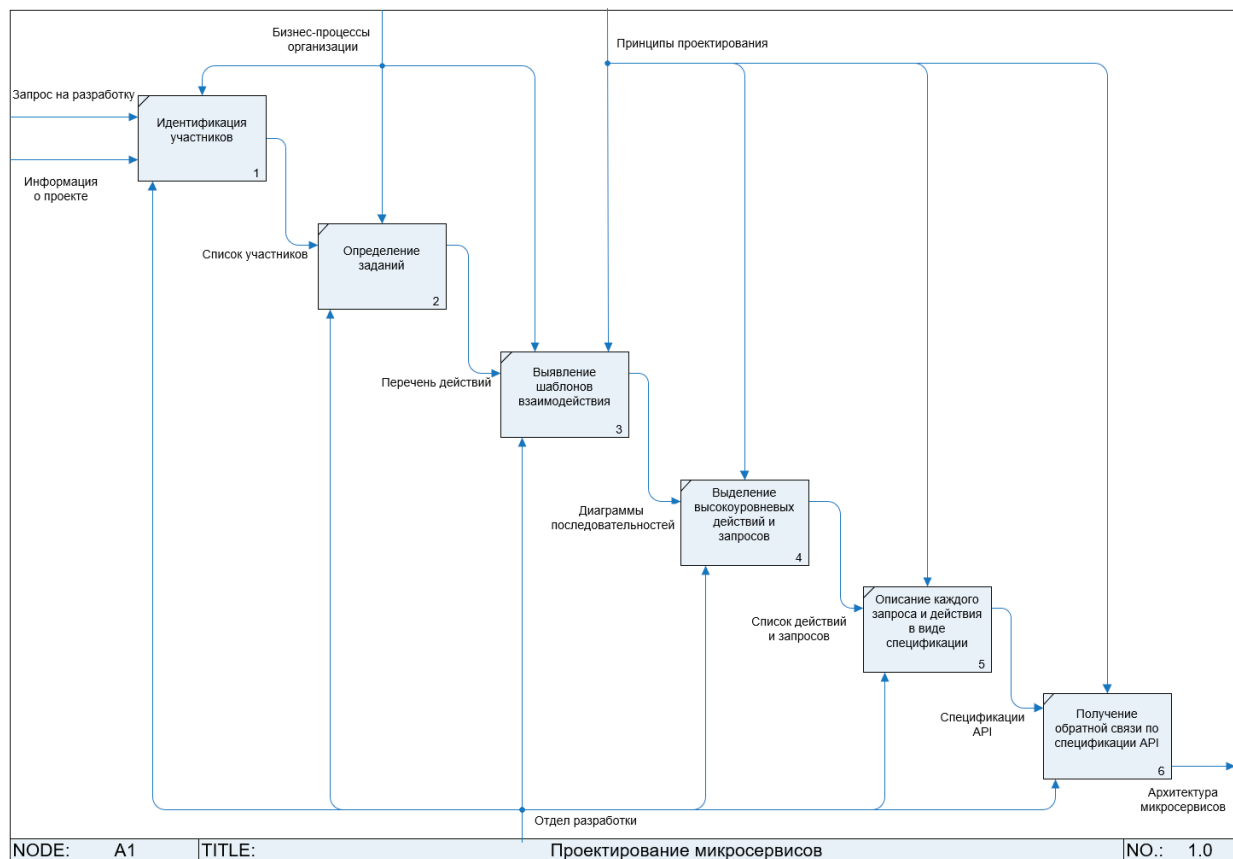 Бизнес-процессы
организации
Принципы проектирования
Запрос на разработку
Идентификация
участников
1
Информация
о проекте
Список участников
Определение
заданий
2
Перечень действий
Выявление
шаблонов
взаимодействия
3
Диаграммы
последовательностей
Выделение
высокоуровневых
действий и
запросов
4
Список действий
и запросов
Описание каждого
запроса и действия
в виде
спецификации
5
Спецификации
API
Получение
обратной связи по
спецификации API
6
Архитектура
микросервисов
Отдел разработки
NODE: A1 TITLE: Проектирование микросервисов NO.: 1.0